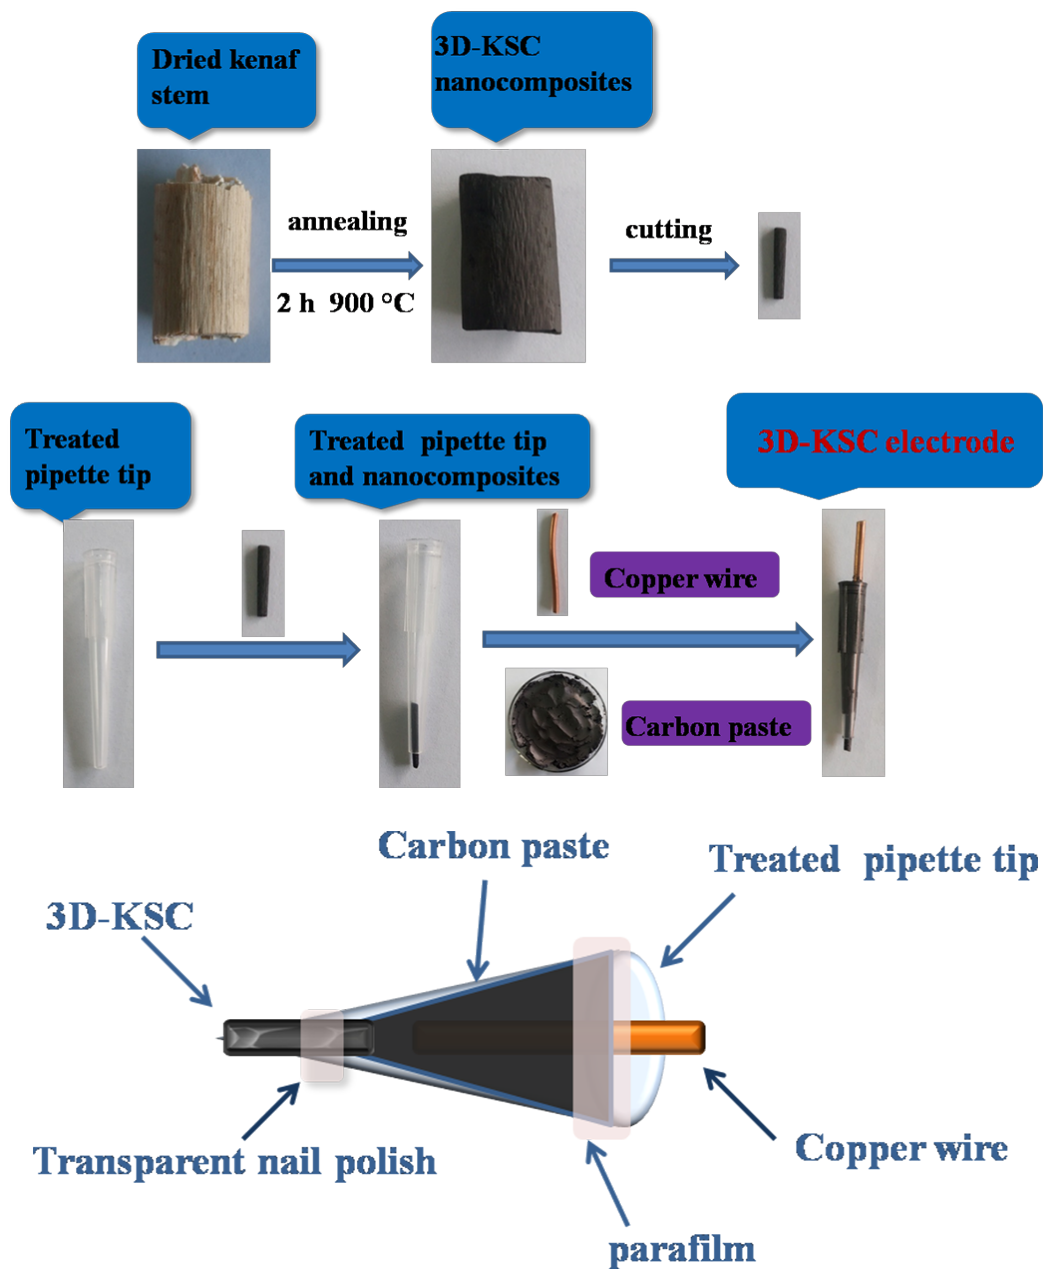 Dried kenaf
stem
3D-KSC
nanocomposites
annealing
2 h 900 °C
cutting
Treated
pipette tip
Treated pipette tip
and nanocomposites
3D-KSC electrode
Copper wire
Carbon paste
Carbon paste
Treated pipette tip
3D-KSC
Transparent nail polish
Copper wire
parafilm